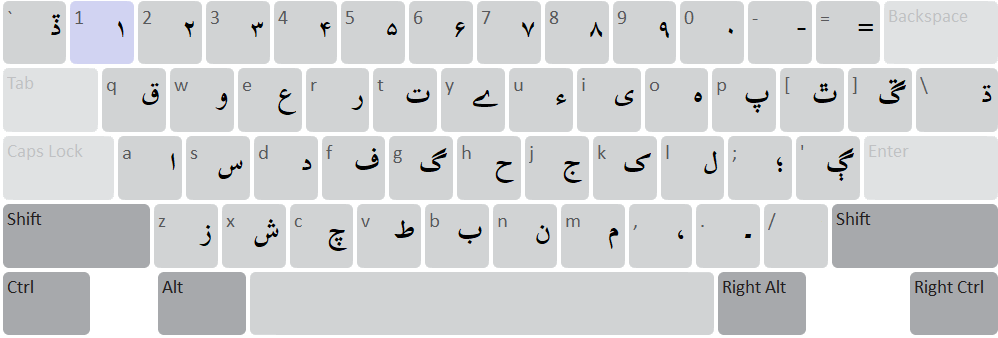 ` ڐ 1 ۱ 2 ۲ 3 ۳ 4 ۴ 5 ۵ 6 ۶ 7 ۷ 8 ۸ 9 ۹ 0 ۰ - - = = Backspace
Tab q ق w و e ع r ر t ت y ے u ء i ی o ہ p پ [ ٿ ] ڴ \ ڌ
Caps Lock a ا s س d د f ف g گ h ح j ج k ک l ل ; ؛ ' ڳ Enter
Shift z ز x ش c چ v ط b ب n ن m م , ، . ۔ / Shift
Ctrl Alt Right Alt Right Ctrl